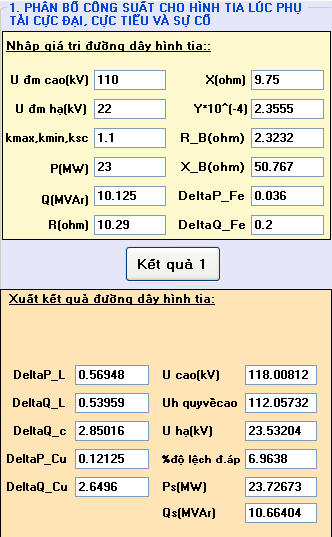 1. PHÂN BỐ CÔNG SUẤT CHO HÌNH TIA LÚC PHỤ
TẢI CỰC ĐẠI, CỰC TIỂU VÀ SỰ CỐ
Nhập giá trị đường dây hình tia::
U đm cao(kV) 110 X(ohm) 9.75
U đm hạ(kV) 22 Y*10^(-4) 2.3555
kmax,kmin,ksc 1.1 R_B(ohm) 2.3232
P(MW) 23 X_B(ohm) 50.767
Q(MVAr) 10.125 DeltaP_Fe 0.036
R(ohm) 10.29 DeltaQ_Fe 0.2
Kết quả 1
Xuất kết quả đường dây hình tia:
DeltaP_L 0.56948 U cao(kV) 118.00812
DeltaQ_L 0.53959 Uh quyvềcao 112.05732
DeltaQ_c 2.85016 U hạ(kV) 23.53204
DeltaP_Cu 0.12125 %độ lệch đ.áp 6.9638
DeltaQ_Cu 2.6496 Ps(MW) 23.72673
Qs(MVAr) 10.66404